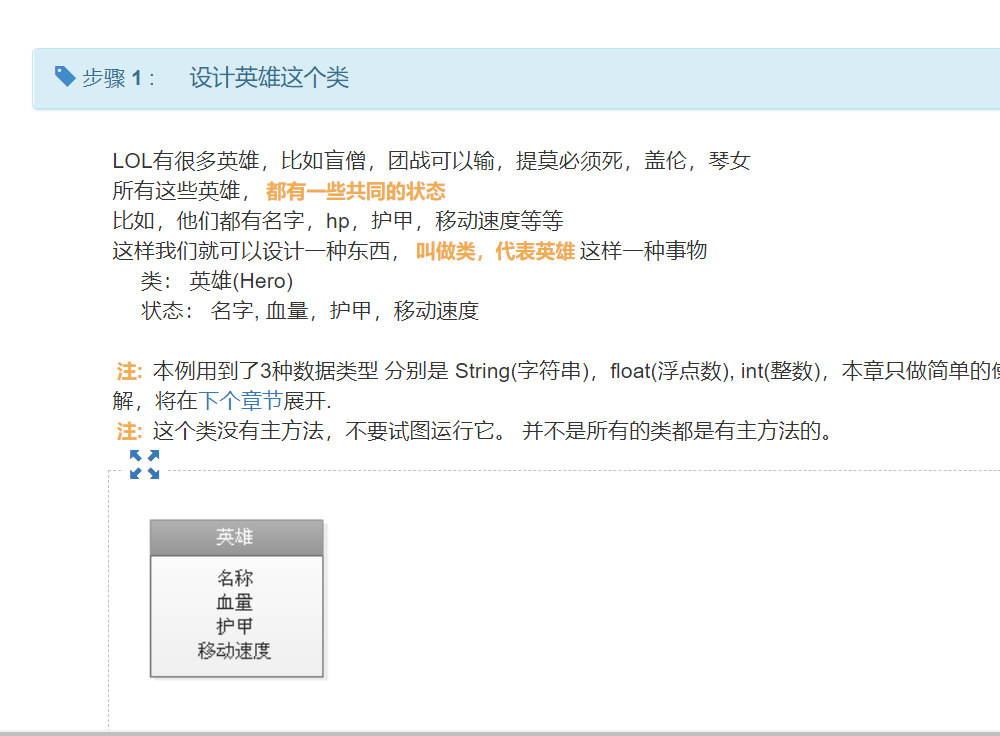 步骤 1 : 设计英雄这个类
LOL有很多英雄，比如盲僧，团战可以输，提莫必须死，盖伦，琴女
所有这些英雄， 都有一些共同的状态
比如，他们都有名字，hp，护甲，移动速度等等
这样我们就可以设计一种东西， 叫做类，代表英雄 这样一种事物
类： 英雄(Hero)
状态： 名字, 血量，护甲，移动速度
注: 本例用到了3种数据类型 分别是 String(字符串)，float(浮点数), int(整数)，本章只做简单的
解，将在下个章节展开.
注: 这个类没有主方法，不要试图运行它。 并不是所有的类都是有主方法的。
英雄
名称
血量
护甲
移动速度